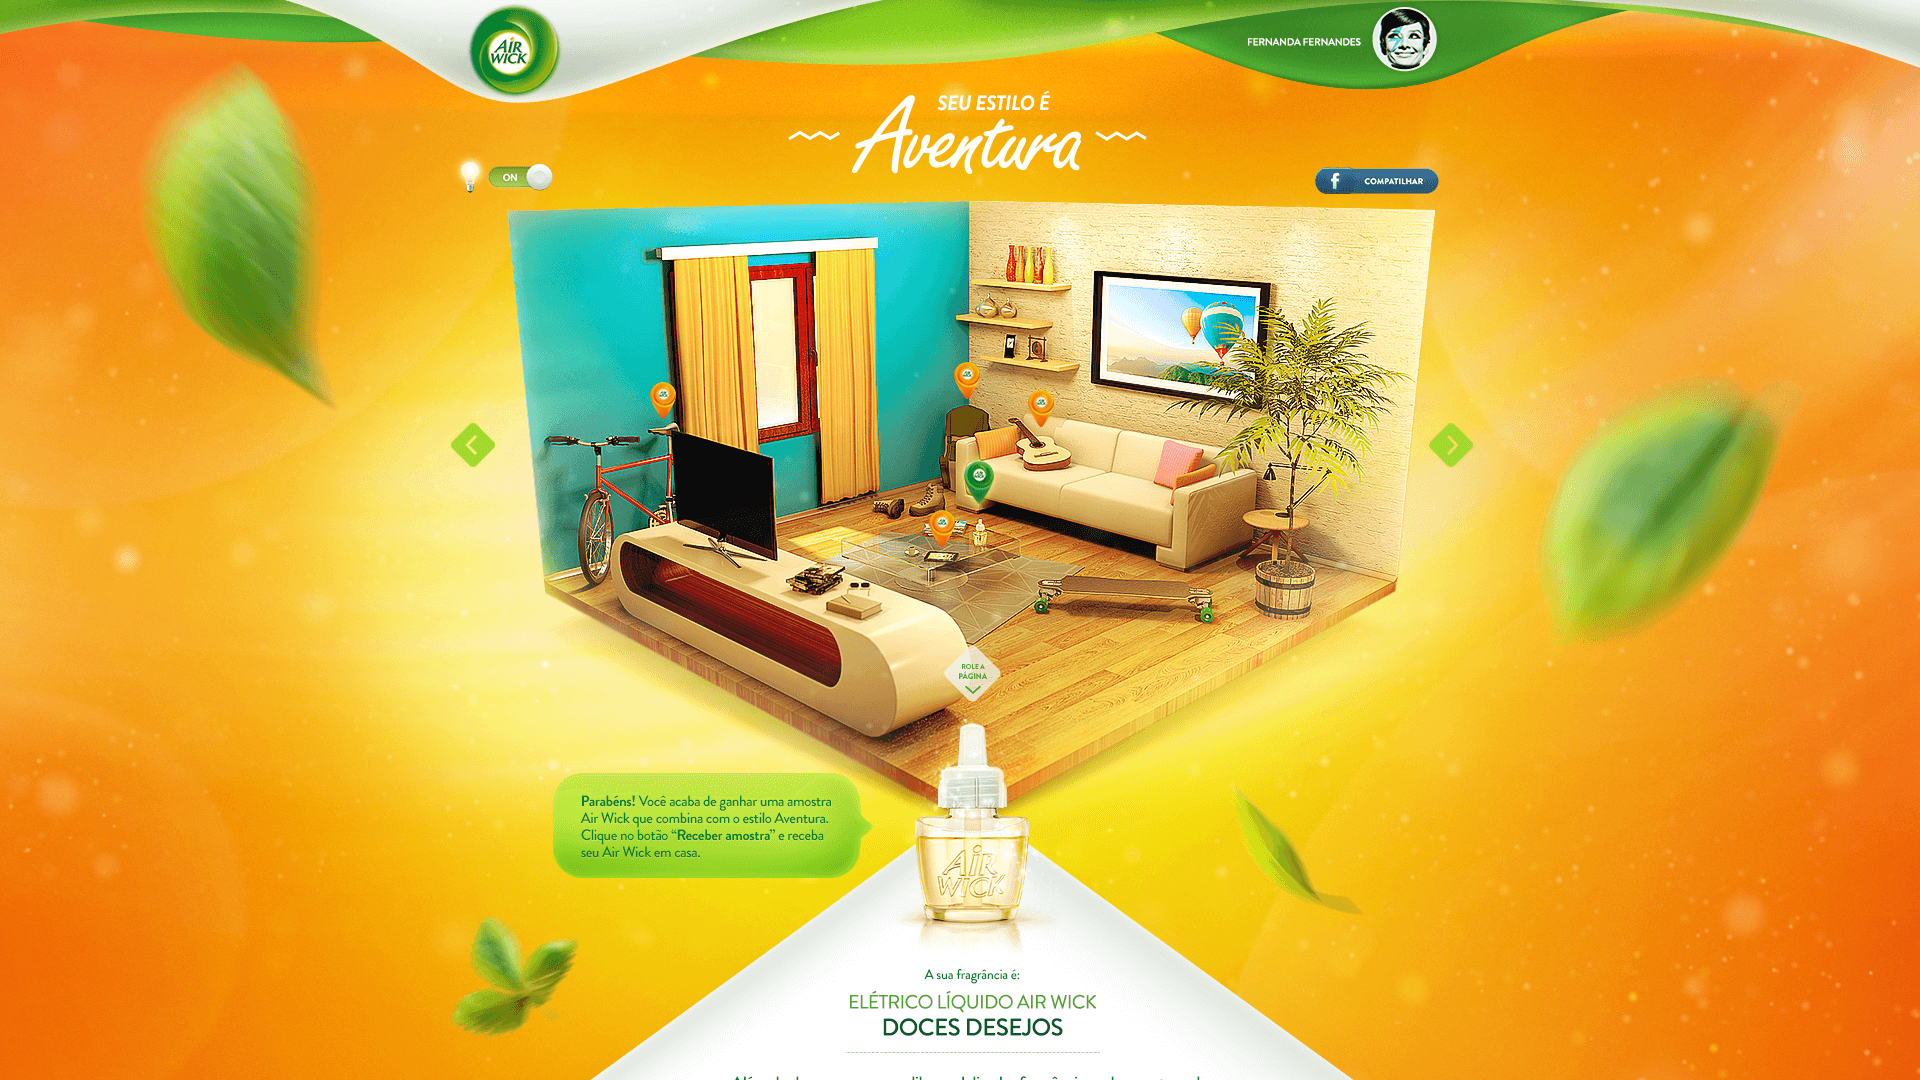 AIR
WICK
FERNANDA FERNANDES
SEU ESTILO É
Aventura
ON
COMPATILHAR
ROLE A
PÁGINA
Parabéns! Você acaba de ganhar uma amostra
Air Wick que combina com o estilo Aventura.
Clique no botão “Receber amostra” e receba
seu Air Wick em casa.
AIR
WICK
A sua fragrância é:
ELÉTRICO LÍQUIDO AIR WICK
DOCES DESEJOS